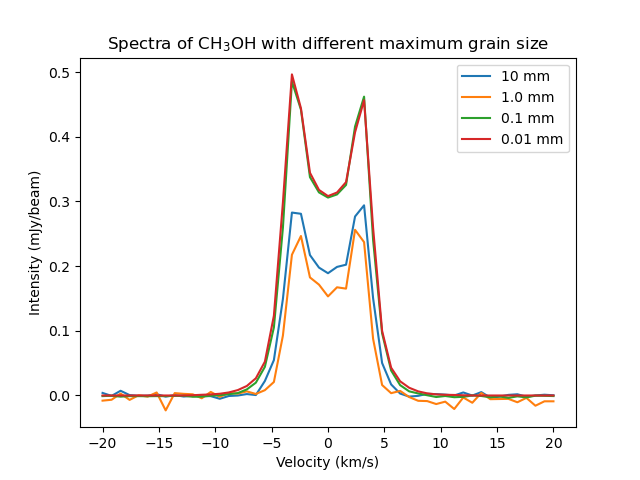 Spectra of CH₃OH with different maximum grain size
10 mm
1.0 mm
0.1 mm
0.01 mm
Intensity (mJy/beam)
0.5
0.4
0.3
0.2
0.1
0.0
−20 −15 −10 −5 0 5 10 15 20
Velocity (km/s)